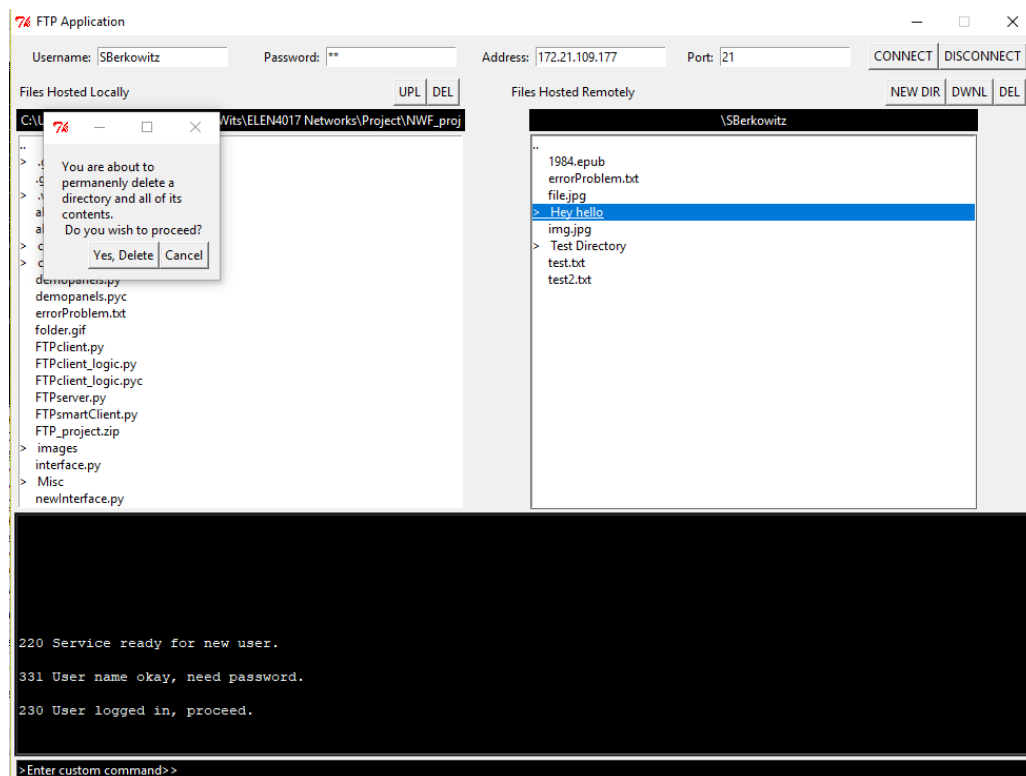 FTP Application
Username: SBerkowitz Password: ** Address: 172.21.109.177 Port: 21 CONNECT DISCONNECT
Files Hosted Locally UPL DEL Files Hosted Remotely NEW DIR DWNL DEL
C:\U Wits\ELEN4017 Networks\Project\NWF_proj \SBerkowitz
You are about to
permanenly delete a
directory and all of its
contents.
Do you wish to proceed?
Yes, Delete Cancel
..
>
>
>
>
demopanels.py
demopanels.pyc
errorProblem.txt
folder.gif
FTPclient.py
FTPclient_logic.py
FTPclient_logic.pyc
FTPserver.py
FTPsmartClient.py
FTP_project.zip
> images
interface.py
> Misc
newInterface.py
..
1984.epub
errorProblem.txt
file.jpg
> Hey hello
img.jpg
> Test Directory
test.txt
test2.txt
220 Service ready for new user.
331 User name okay, need password.
230 User logged in, proceed.
>Enter custom command>>